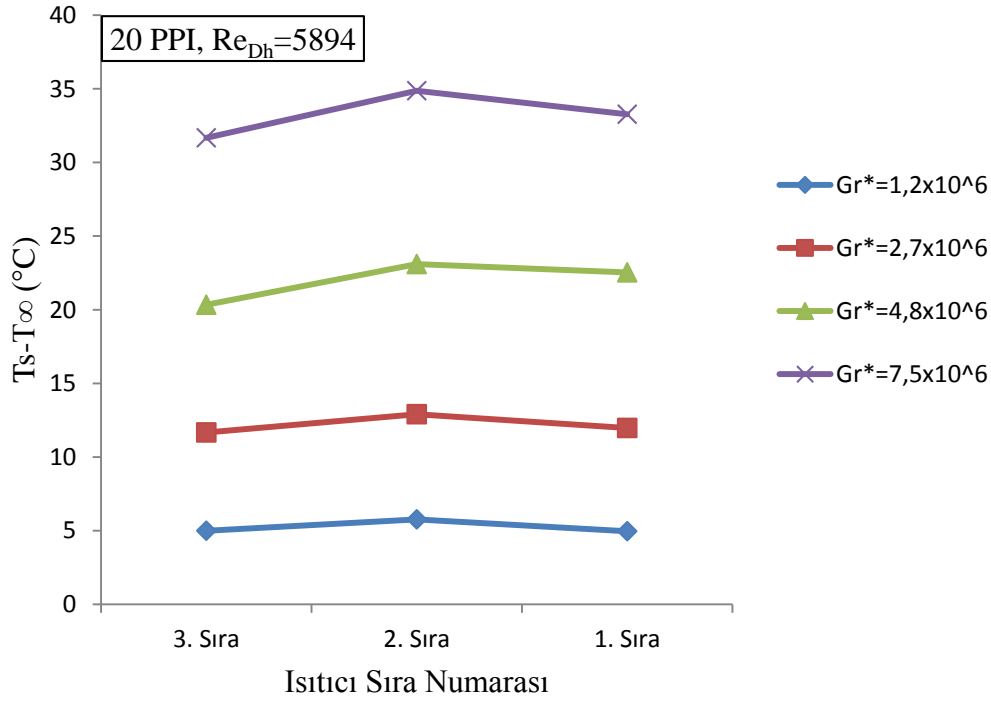 20 PPI, ReDh=5894
40
35
30
25
20
15
10
5
0
Ts-T∞ (°C)
3. Sıra
2. Sıra
1. Sıra
Isıtıcı Sıra Numarası
Gr*=1,2x10^6
Gr*=2,7x10^6
Gr*=4,8x10^6
Gr*=7,5x10^6